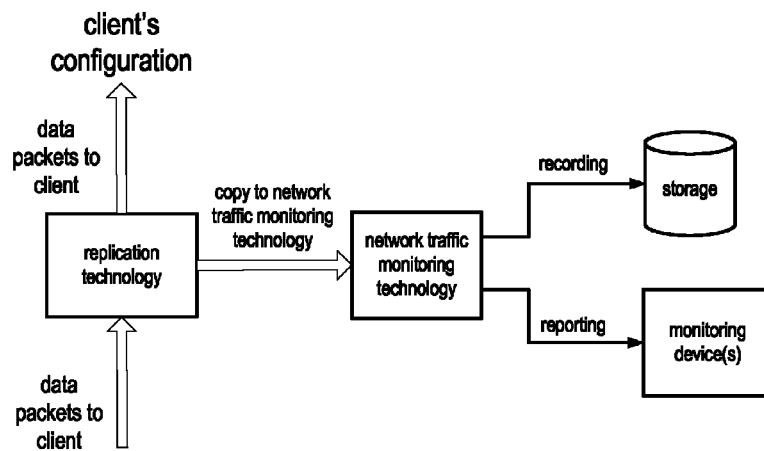 client's
configuration
data
packets to
client
copy to network
traffic monitoring
technology
recording
storage
replication
technology
network traffic
monitoring
technology
reporting
monitoring
device(s)
data
packets to
client